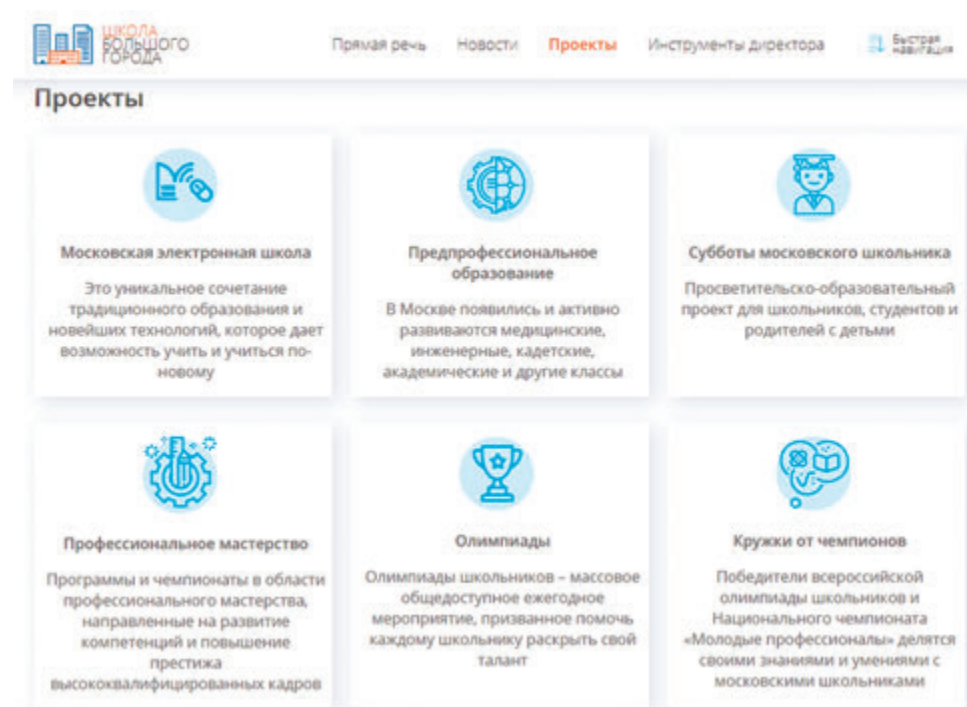 ШКОЛА
БОЛЬШОГО
ГОРОДА
Прямая речь Новости Проекты Инструменты директора Быстрая
навигация
Проекты
Московская электронная школа
Это уникальное сочетание
традиционного образования и
новейших технологий, которое дает
возможность учить и учиться по-
новому
Предпрофессиональное
образование
В Москве появились и активно
развиваются медицинские,
инженерные, кадетские,
академические и другие классы
Субботы московского школьника
Просветительско-образовательный
проект для школьников, студентов и
родителей с детьми
Профессиональное мастерство
Программы и чемпионаты в области
профессионального мастерства,
направленные на развитие
компетенций и повышение
престижа
высококвалифицированных кадров
Олимпиады
Олимпиады школьников – массовое
общедоступное ежегодное
мероприятие, призванное помочь
каждому школьнику раскрыть свой
талант
Кружки от чемпионов
Победители всероссийской
олимпиады школьников и
Национального чемпионата
«Молодые профессионалы» делятся
своими знаниями и умениями с
московскими школьниками